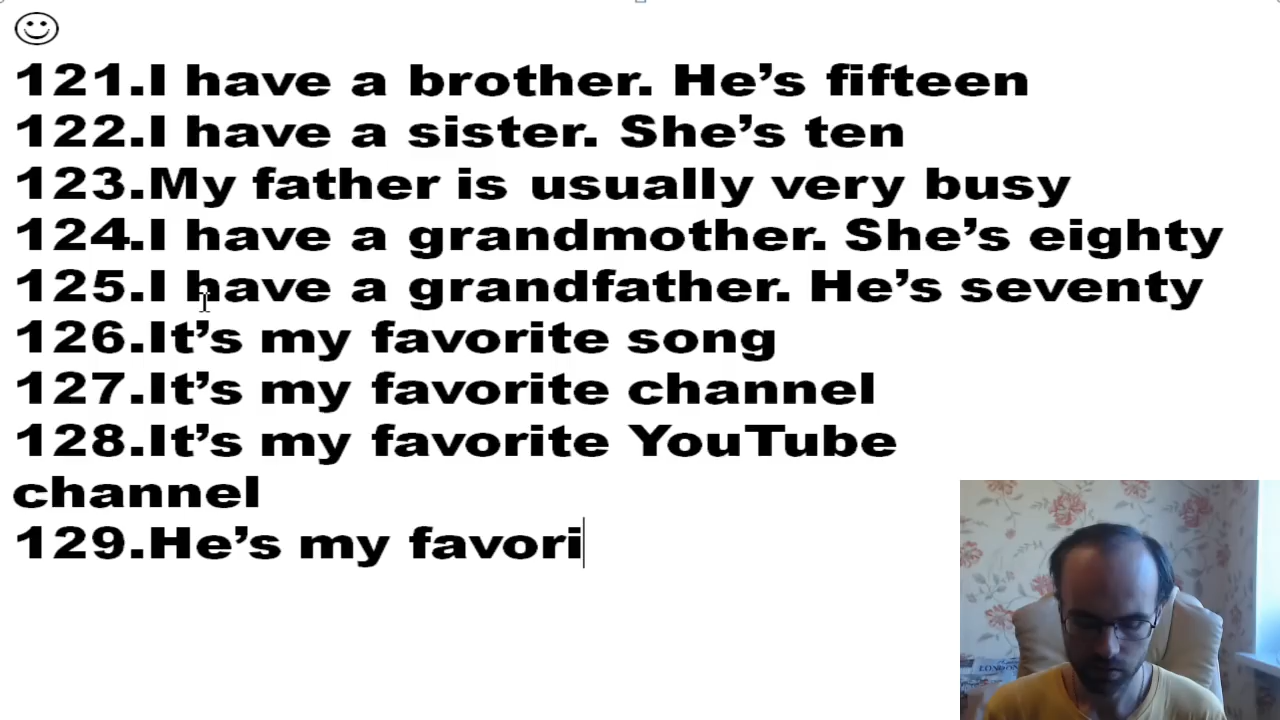 121.I have a brother. He’s fifteen
122.I have a sister. She’s ten
123.My father is usually very busy
124.I have a grandmother. She’s eighty
125.I have a grandfather. He’s seventy
126.It’s my favorite song
127.It’s my favorite channel
128.It’s my favorite YouTube
channel
129.He’s my favori
LONDON